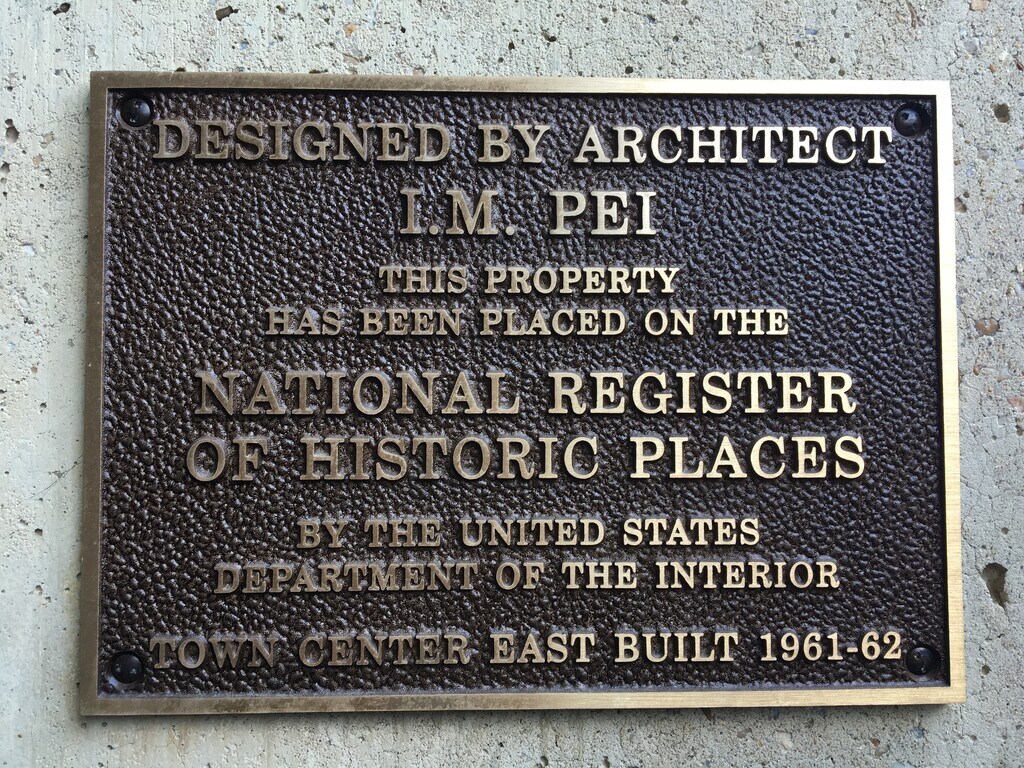 DESIGNED BY ARCHITECT
I.M. PEI
THIS PROPERTY
HAS BEEN PLACED ON THE
NATIONAL REGISTER
OF HISTORIC PLACES
BY THE UNITED STATES
DEPARTMENT OF THE INTERIOR
TOWN CENTER EAST BUILT 1961-62